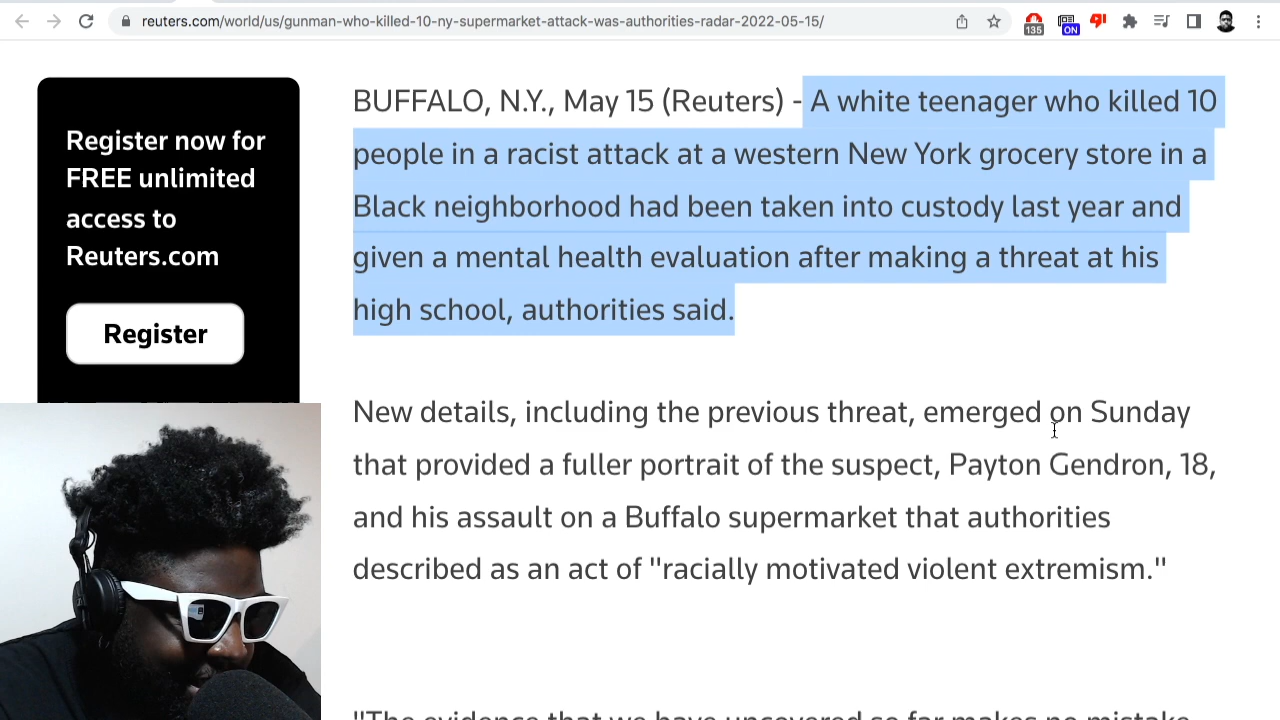 reuters.com/world/us/gunman-who-killed-10-ny-supermarket-attack-was-authorities-radar-2022-05-15/
135
ON
Register now for
FREE unlimited
access to
Reuters.com
Register
BUFFALO, N.Y., May 15 (Reuters) - A white teenager who killed 10
people in a racist attack at a western New York grocery store in a
Black neighborhood had been taken into custody last year and
given a mental health evaluation after making a threat at his
high school, authorities said.
New details, including the previous threat, emerged on Sunday
that provided a fuller portrait of the suspect, Payton Gendron, 18,
and his assault on a Buffalo supermarket that authorities
described as an act of "racially motivated violent extremism."
"The evidence that we have uncovered so far makes no mistake